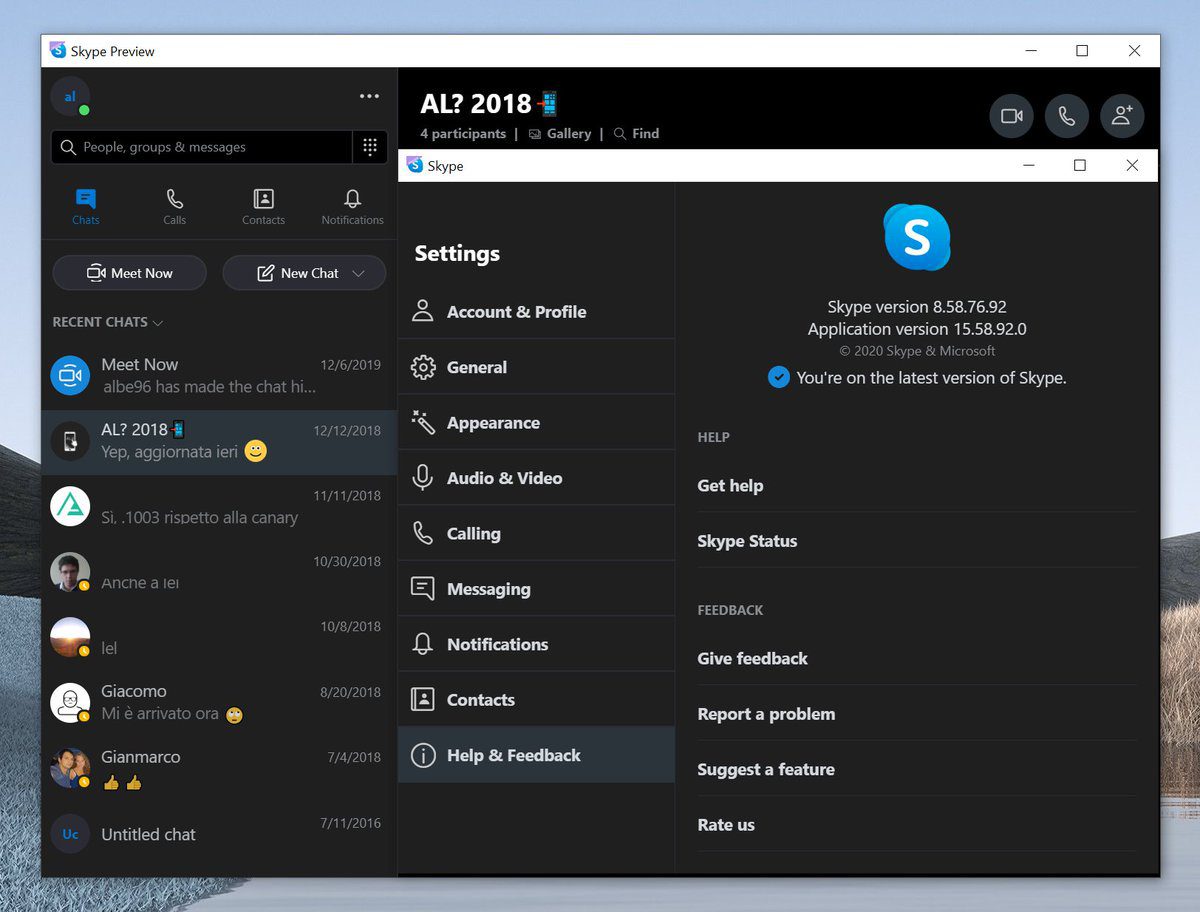 Skype Preview
al
People, groups & messages
Chats
Calls
Contacts
Notifications
Meet Now
New Chat
RECENT CHATS
Meet Now
12/6/2019
albe96 has made the chat hi...
AL? 2018
12/12/2018
Yep, aggiornata ieri
11/11/2018
Sì, .1003 rispetto alla canary
10/30/2018
Anche a lei
10/8/2018
lel
Giacomo
8/20/2018
Mi è arrivato ora
Gianmarco
7/4/2018
Uc
Untitled chat
7/11/2016
AL? 2018
4 participants | Gallery | Find
Skype
Settings
Account & Profile
General
Appearance
Audio & Video
Calling
Messaging
Notifications
Contacts
Help & Feedback
S
Skype version 8.58.76.92
Application version 15.58.92.0
© 2020 Skype & Microsoft
You're on the latest version of Skype.
HELP
Get help
Skype Status
FEEDBACK
Give feedback
Report a problem
Suggest a feature
Rate us